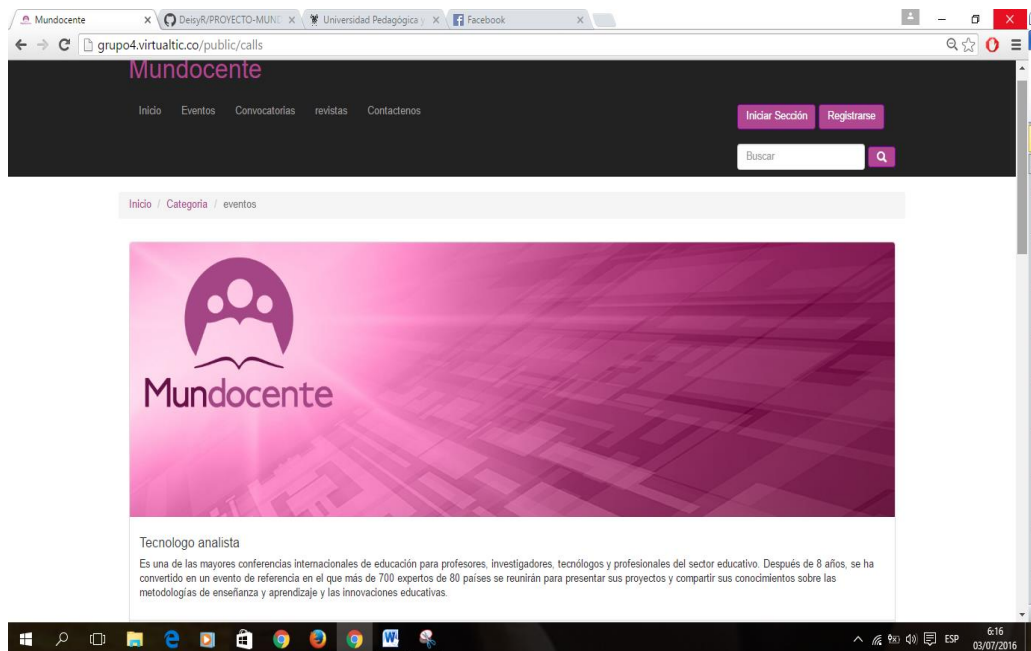 Mundocente
DeisyR/PROYECTO-MUND
Universidad Pedagógica y
Facebook
grupo4.virtualtic.co/public/calls
Mundocente
Inicio Eventos Convocatorias revistas Contactenos
Iniciar Sección Registrarse
Buscar
Inicio / Categoria / eventos
Mundocente
Tecnologo analista
Es una de las mayores conferencias internacionales de educación para profesores, investigadores, tecnólogos y profesionales del sector educativo. Después de 8 años, se ha
convertido en un evento de referencia en el que más de 700 expertos de 80 países se reunirán para presentar sus proyectos y compartir sus conocimientos sobre las
metodologías de enseñanza y aprendizaje y las innovaciones educativas.
ESP
6:16
03/07/2016